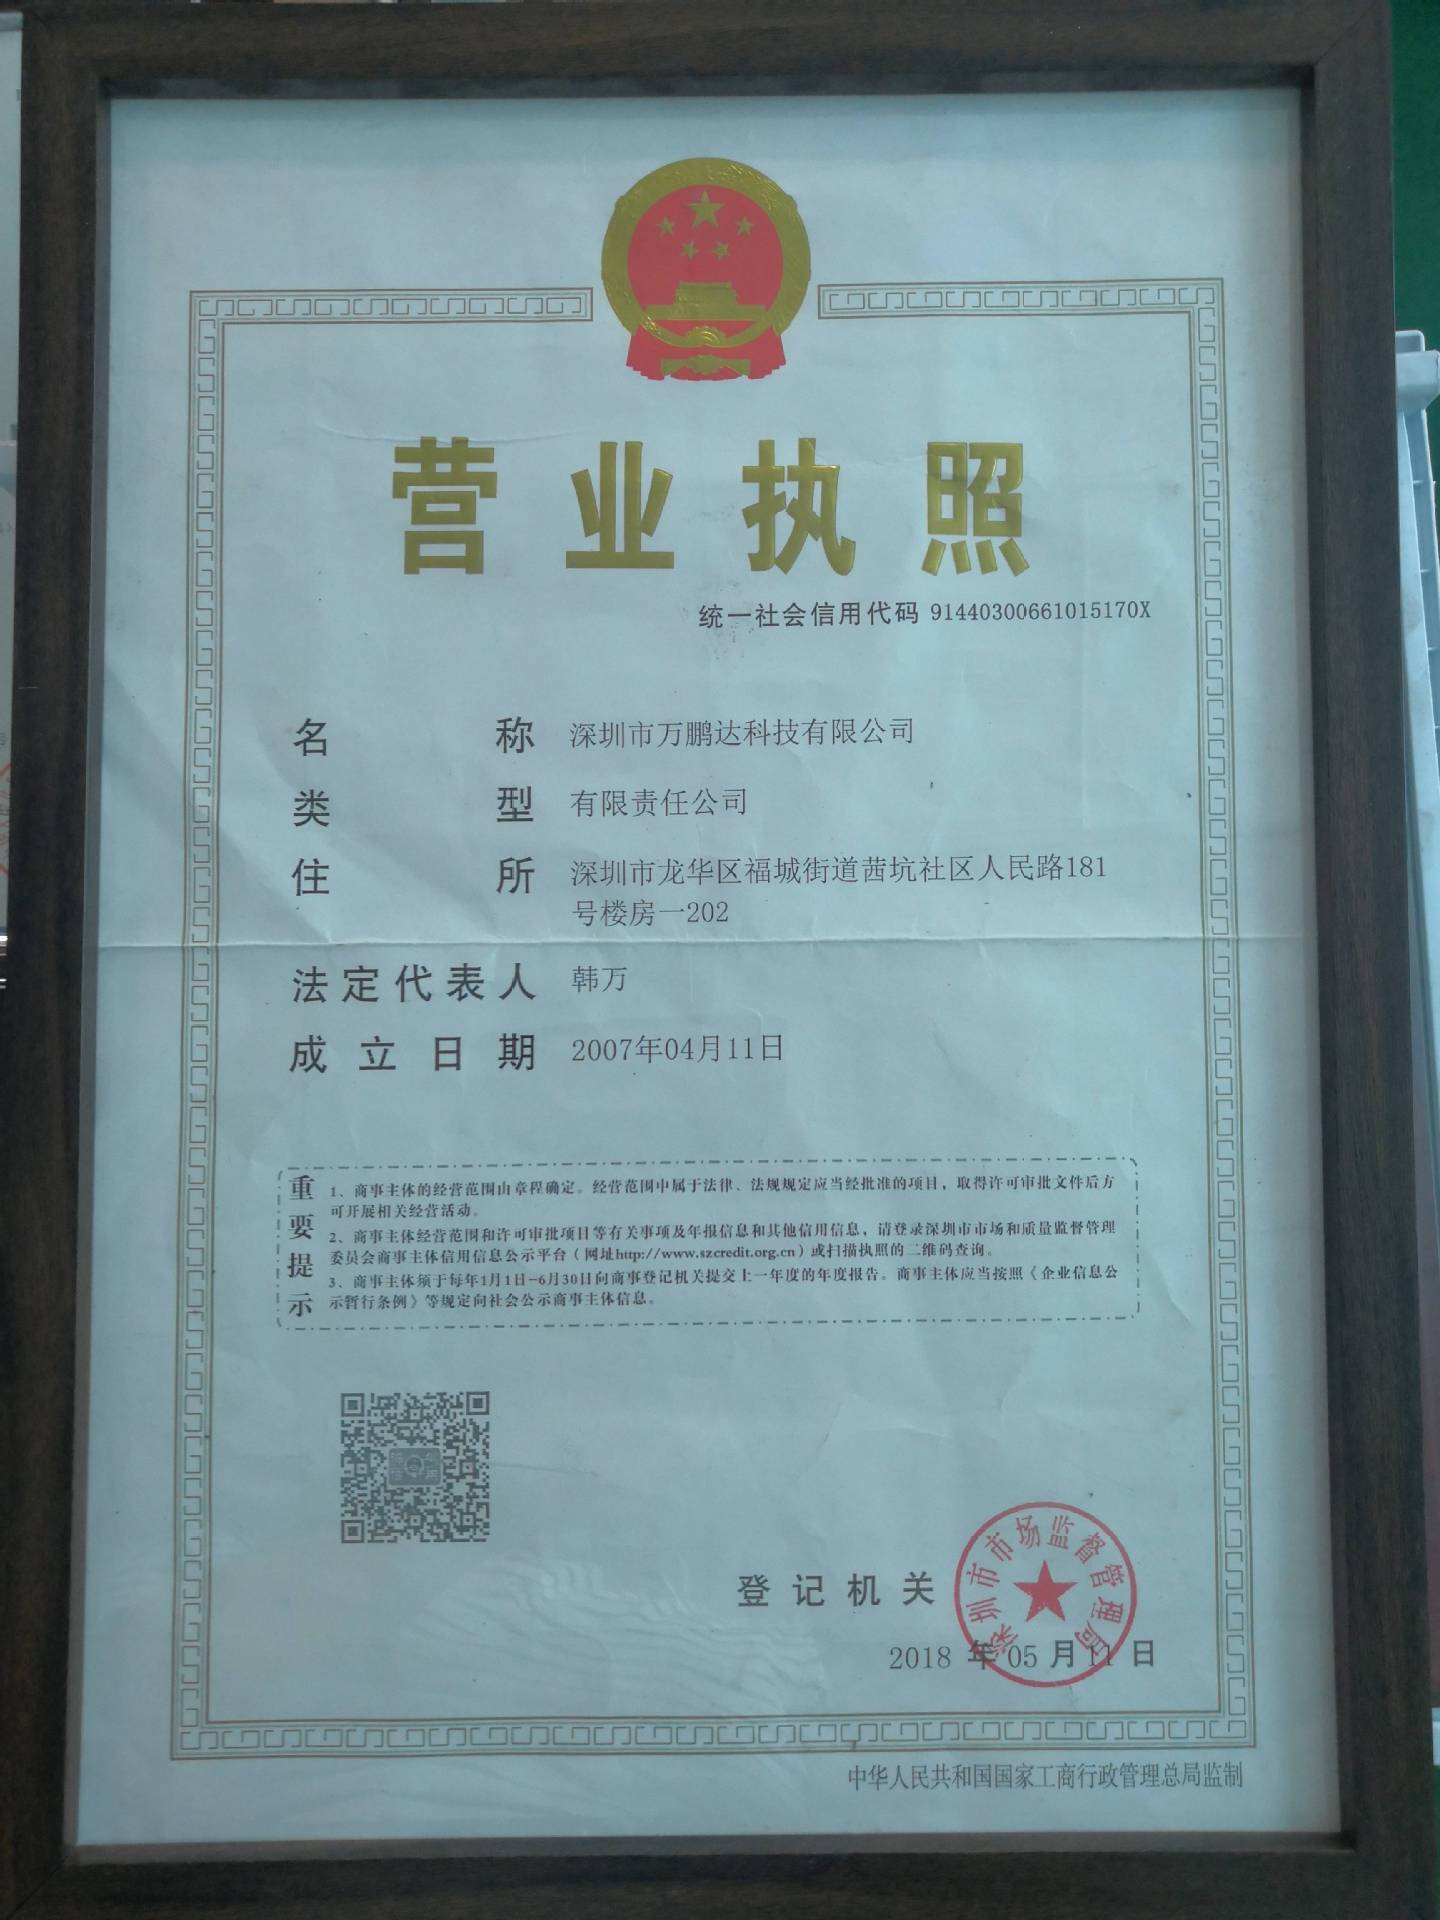 营业执照
统一社会信用代码 91440300661015170X
名称 深圳市万鹏达科技有限公司
类型 有限责任公司
住所 深圳市龙华区福城街道茜坑社区人民路181
号楼房一202
法定代表人 韩万
成立日期 2007年04月11日
重要提示
1、商事主体的经营范围由章程确定。经营范围中属于法律、法规规定应当经批准的项目，取得许可审批文件后方
可开展相关经营活动。
2、商事主体经营范围和许可审批项目等有关事项及年报信息和其他信用信息，请登录深圳市市场和质量监督管理
委员会商事主体信用信息公示平台（网址http://www.szcredit.org.cn）或扫描执照的二维码查询。
3、商事主体须于每年1月1日-6月30日向商事登记机关提交上一年度的年度报告。商事主体应当按照《企业信息公
示暂行条例》等规定向社会公示商事主体信息。
登记机关
深圳市市场监督管理局
2018 年 05 月 11 日
中华人民共和国国家工商行政管理总局监制